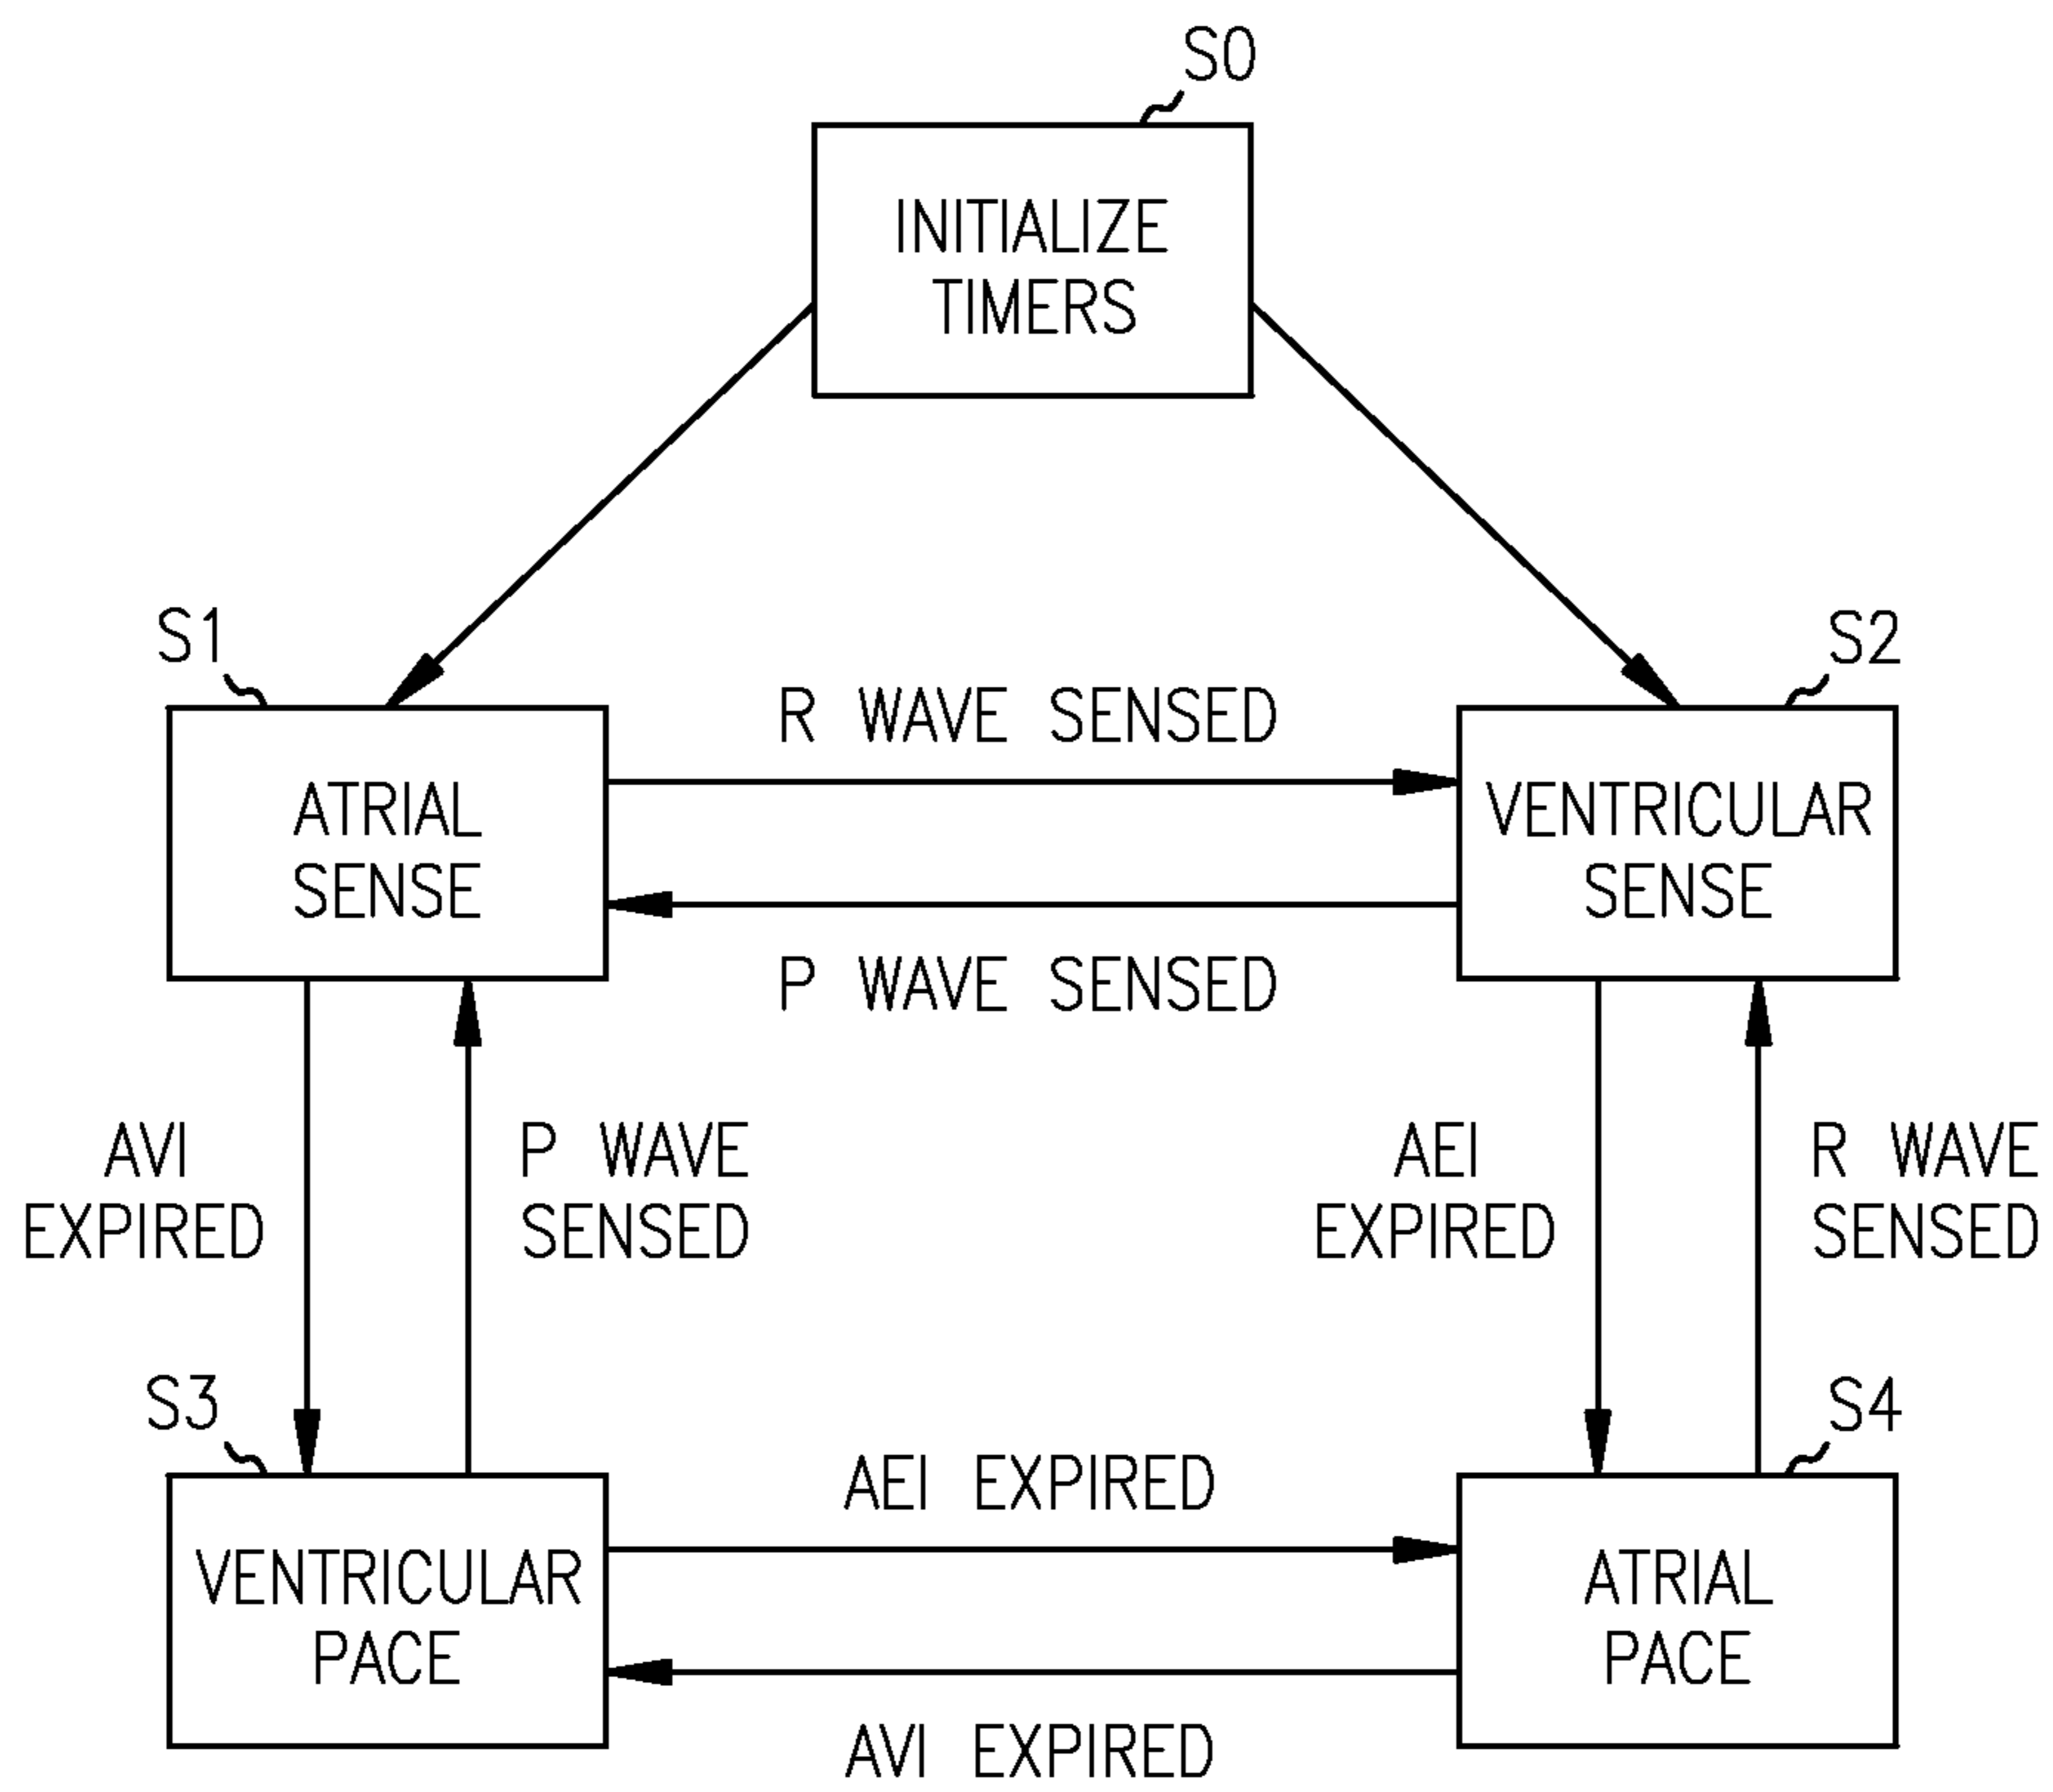 S0
INITIALIZE
TIMERS
S1
S2
R WAVE SENSED
ATRIAL
SENSE
VENTRICULAR
SENSE
P WAVE SENSED
AVI
EXPIRED
P WAVE
SENSED
AEI
EXPIRED
R WAVE
SENSED
S3
S4
AEI EXPIRED
VENTRICULAR
PACE
ATRIAL
PACE
AVI EXPIRED